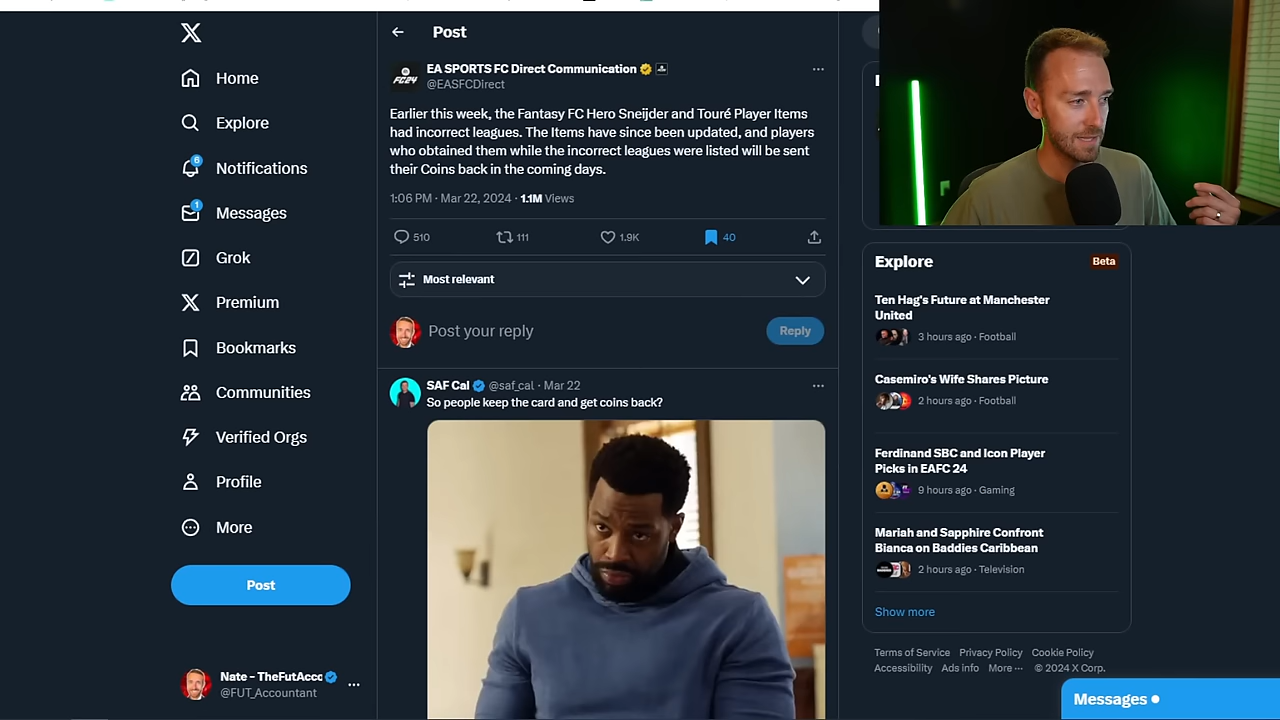 Home
Explore
Notifications
6
Messages
1
Grok
Premium
Bookmarks
Communities
Verified Orgs
Profile
More
Post
Nate - TheFutAcc
@FUT_Accountant
Post
EA SPORTS FC Direct Communication
@EASFCDirect
FC24
Earlier this week, the Fantasy FC Hero Sneijder and Touré Player Items
had incorrect leagues. The Items have since been updated, and players
who obtained them while the incorrect leagues were listed will be sent
their Coins back in the coming days.
1:06 PM · Mar 22, 2024 · 1.1M Views
510 111 1.9K 40
Most relevant
Post your reply
Reply
SAF Cal @saf_cal · Mar 22
So people keep the card and get coins back?
Explore
Beta
Ten Hag's Future at Manchester
United
3 hours ago · Football
Casemiro's Wife Shares Picture
2 hours ago · Football
Ferdinand SBC and Icon Player
Picks in EAFC 24
9 hours ago · Gaming
Mariah and Sapphire Confront
Bianca on Baddies Caribbean
2 hours ago · Television
Show more
Terms of Service Privacy Policy Cookie Policy
Accessibility Ads info More ··· © 2024 X Corp.
Messages